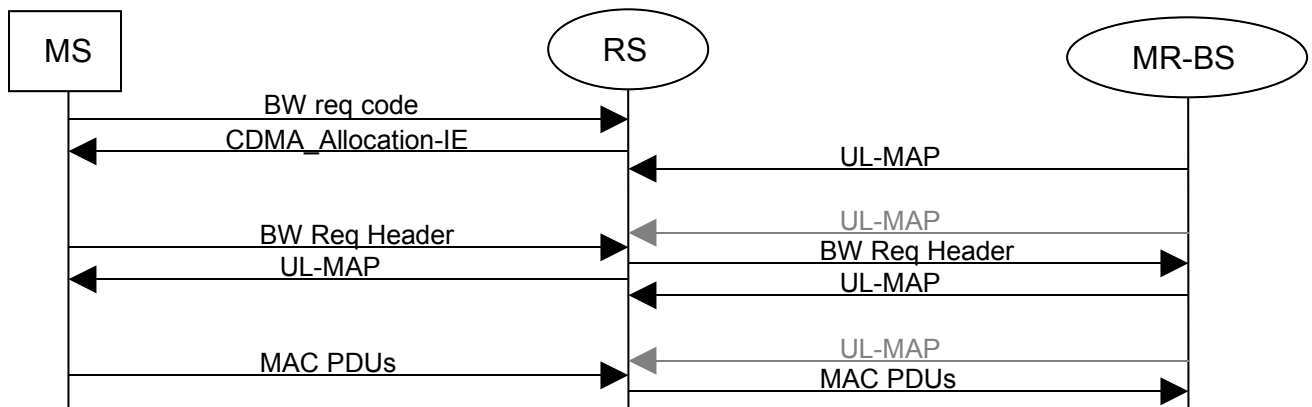 MS
RS
MR-BS
BW req code
CDMA_Allocation-IE
UL-MAP
UL-MAP
BW Req Header
BW Req Header
UL-MAP
UL-MAP
UL-MAP
MAC PDUs
MAC PDUs